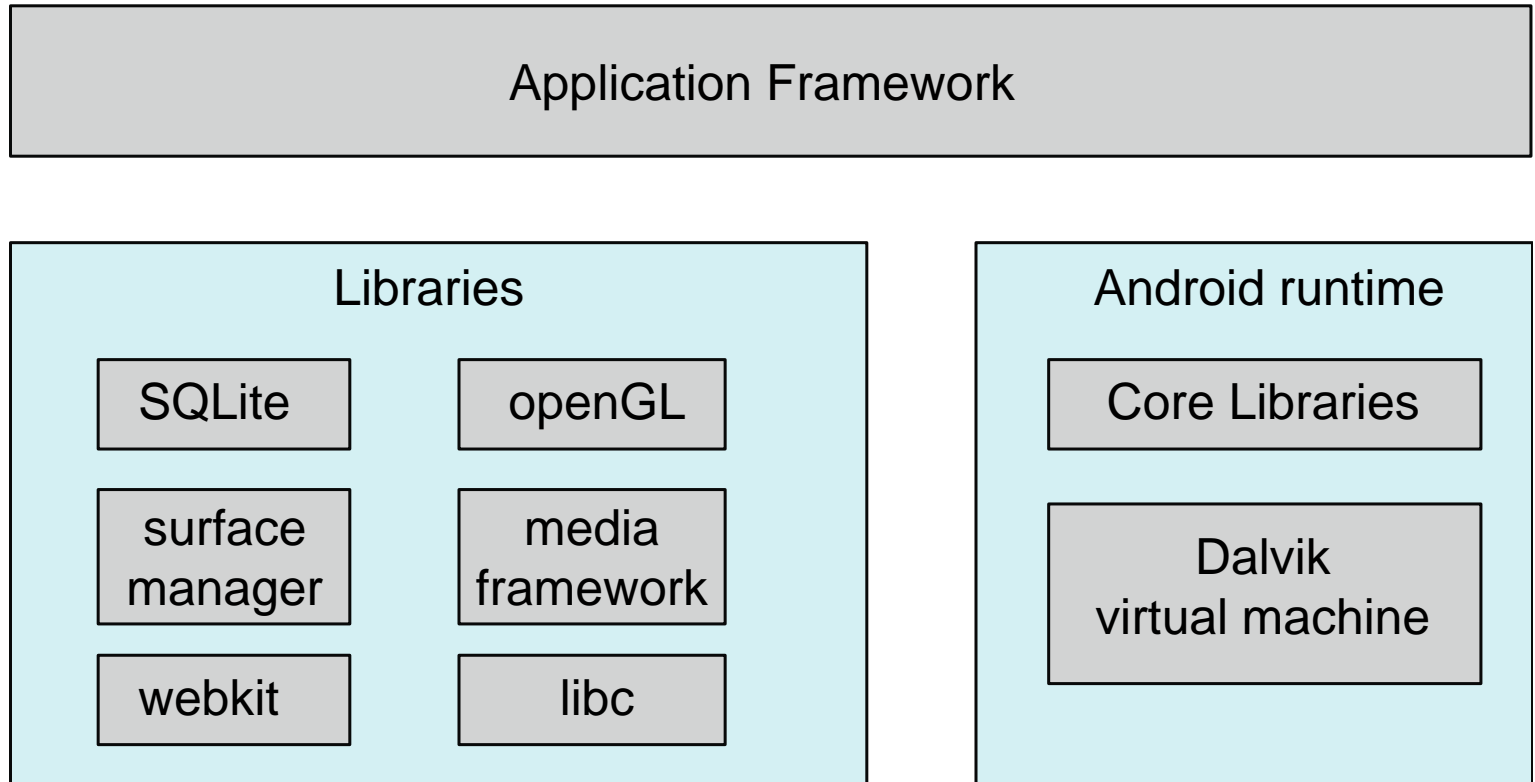 Application Framework
Libraries
SQLite
openGL
surface
manager
media
framework
webkit
libc
Android runtime
Core Libraries
Dalvik
virtual machine